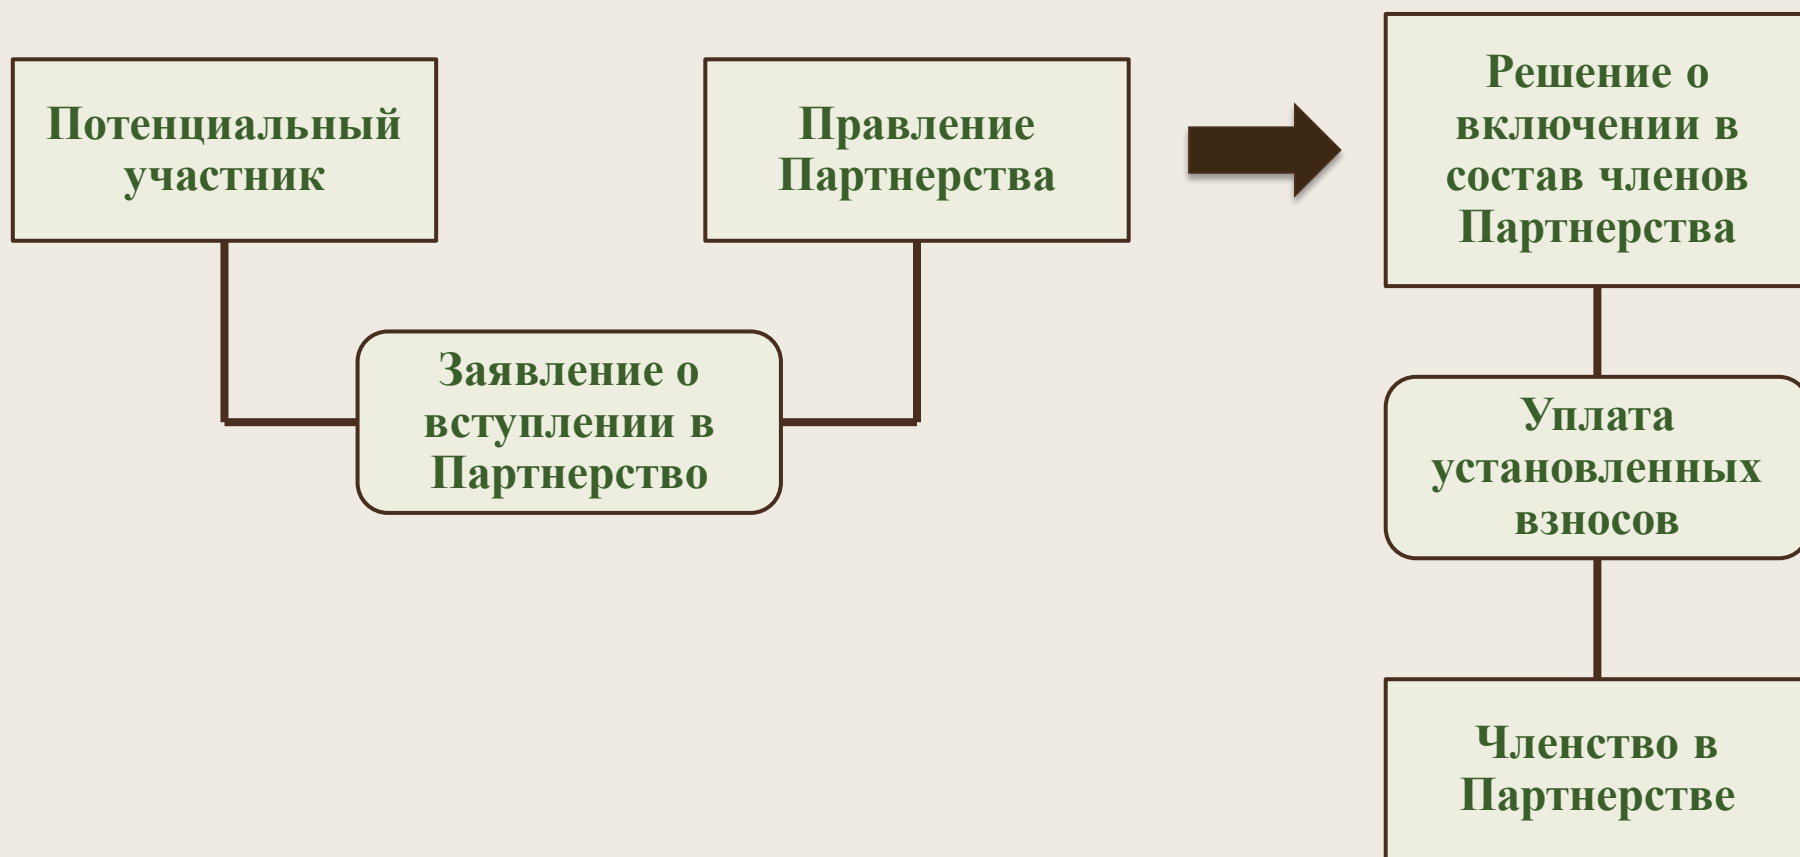 Потенциальный
участник
Правление
Партнерства
Заявление о
вступлении в
Партнерство
Решение о
включении в
состав членов
Партнерства
Уплата
установленных
взносов
Членство в
Партнерстве